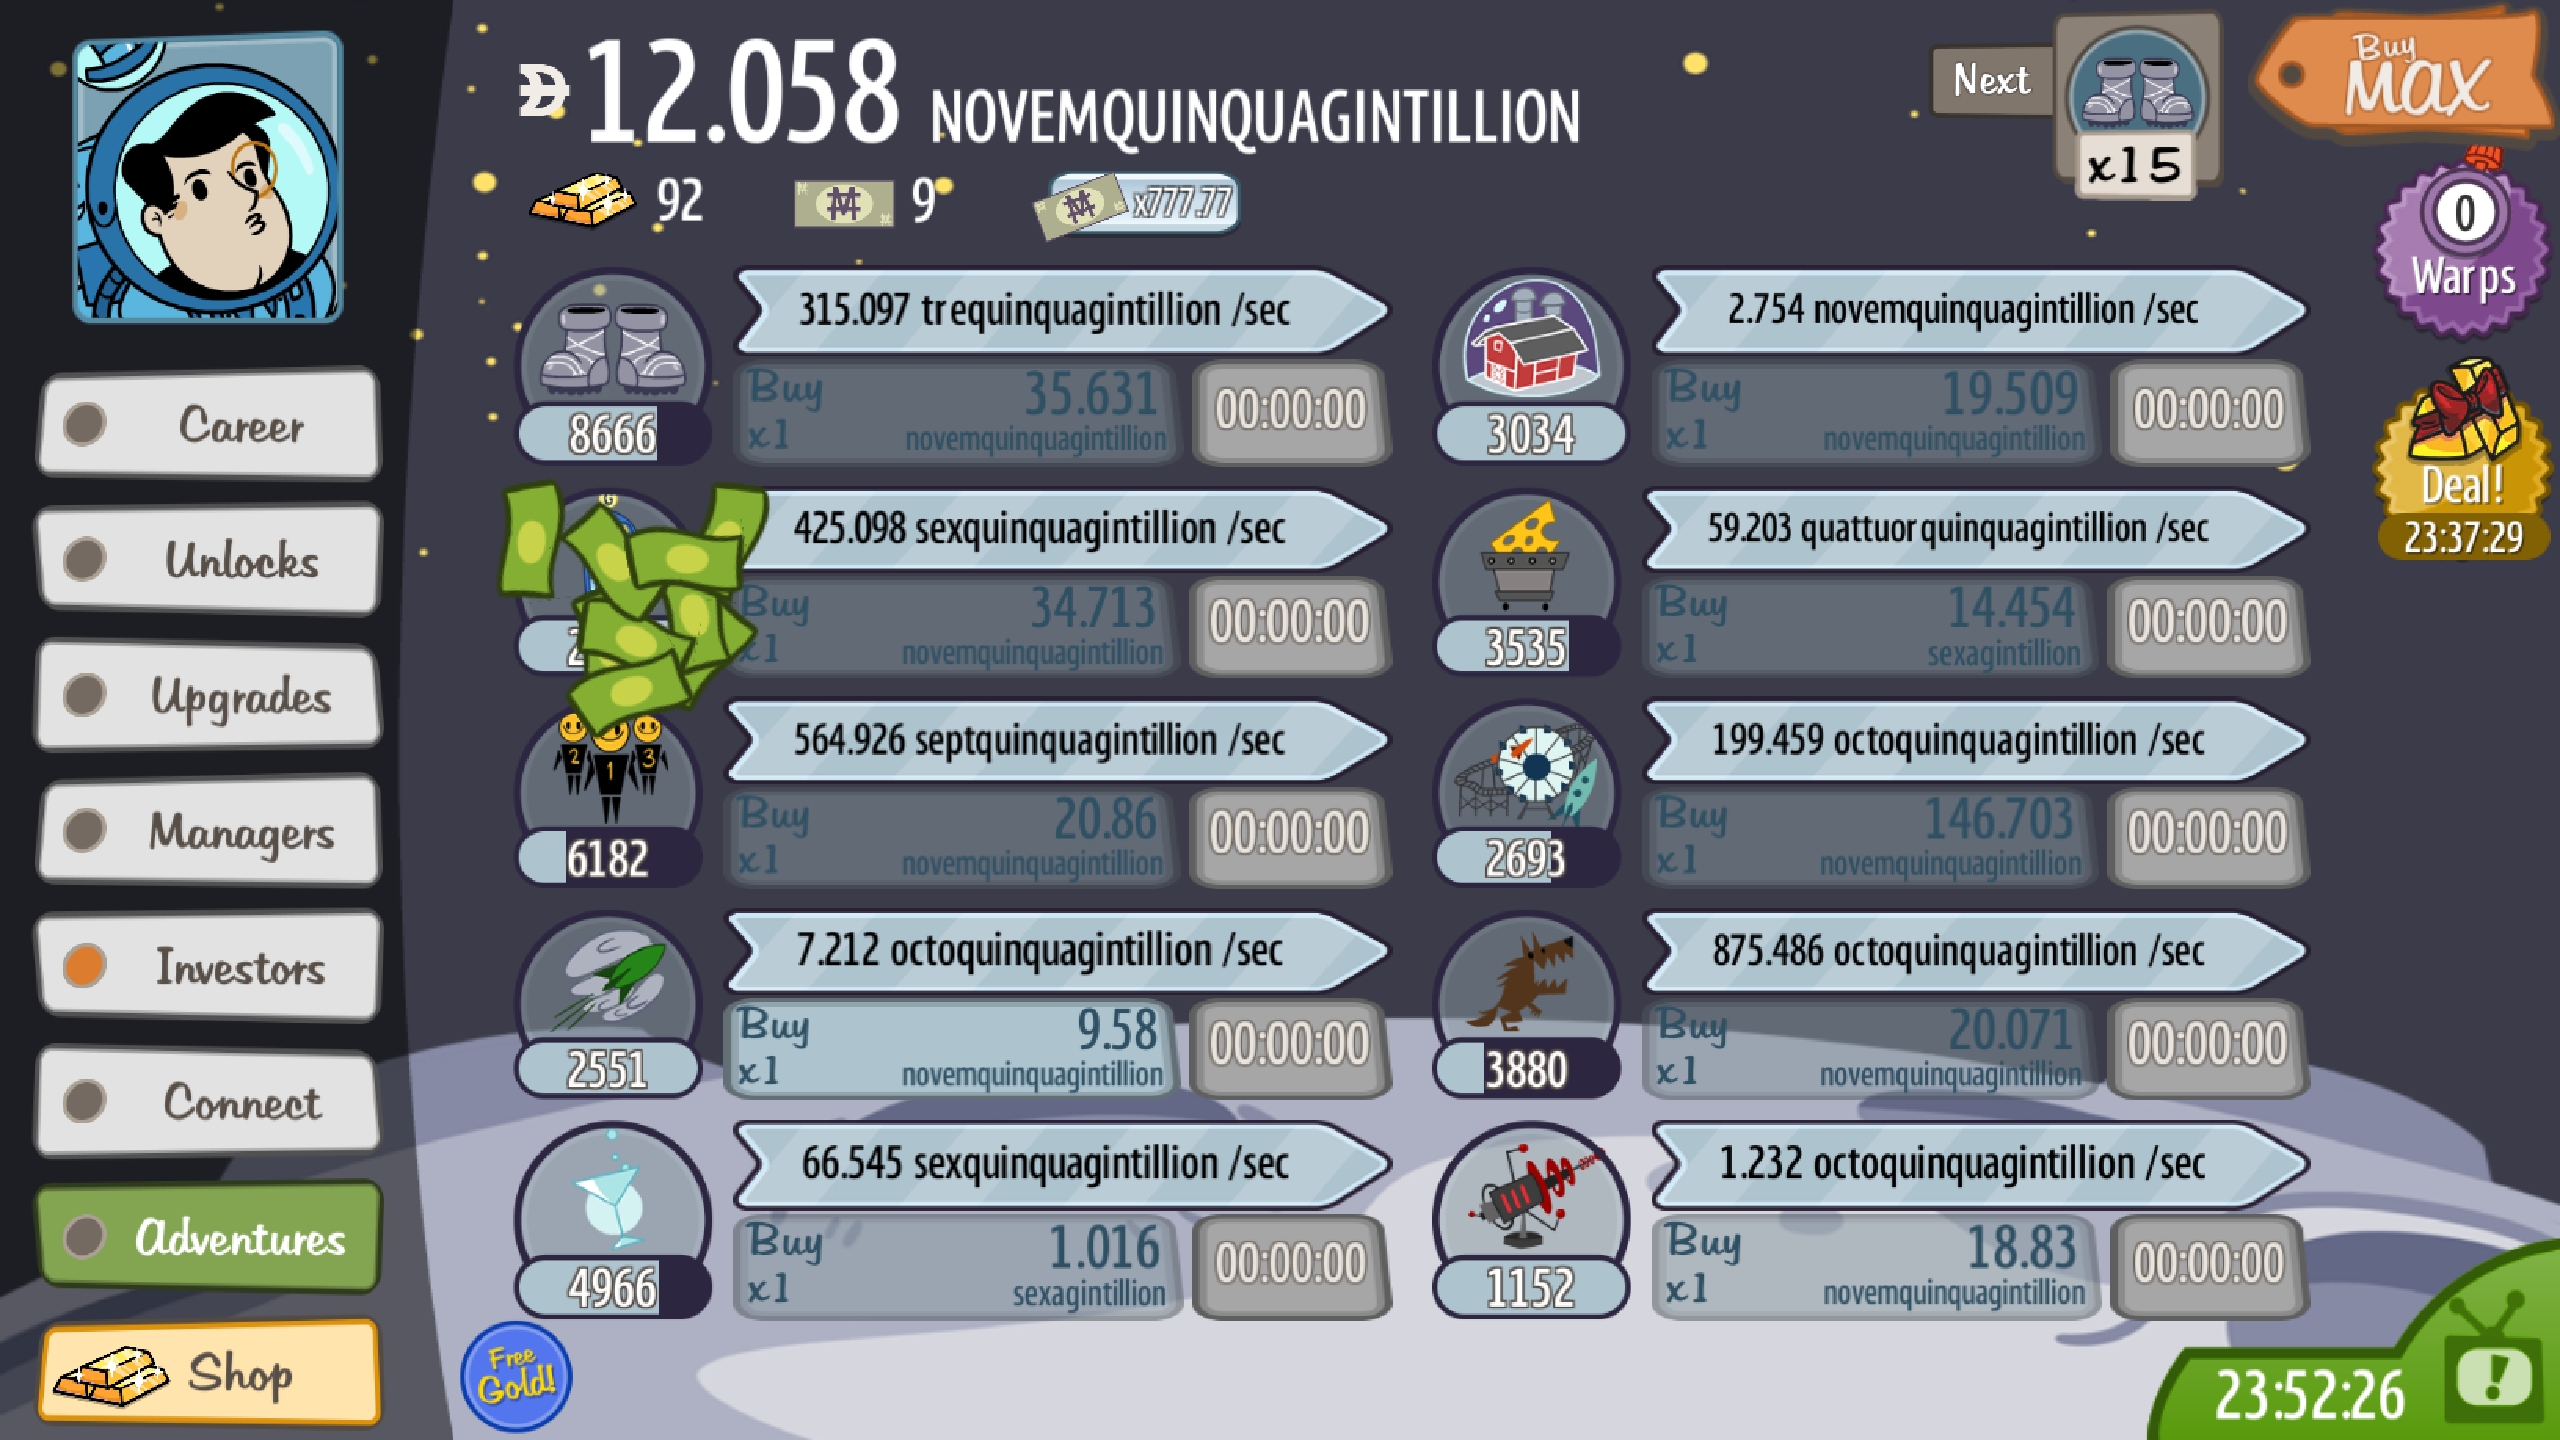 12.058 NOVEMQUINQUAGINTILLION
92
9
x777.77
Next
x15
Buy
MAX
0
Warps
Deal!
23:37:29
Career
Unlocks
Upgrades
Managers
Investors
Connect
Adventures
Shop
315.097 trequinquagintillion /sec
8666
Buy
x1
35.631
novemquinquagintillion
00:00:00
425.098 sexquinquagintillion /sec
Buy
x1
34.713
novemquinquagintillion
00:00:00
564.926 septquinquagintillion /sec
2
1
3
6182
Buy
x1
20.86
novemquinquagintillion
00:00:00
7.212 octoquinquagintillion /sec
2551
Buy
x1
9.58
novemquinquagintillion
00:00:00
66.545 sexquinquagintillion /sec
4966
Buy
x1
1.016
sexagintillion
00:00:00
2.754 novemquinquagintillion /sec
3034
Buy
x1
19.509
novemquinquagintillion
00:00:00
59.203 quattuorquinquagintillion /sec
3535
Buy
x1
14.454
sexagintillion
00:00:00
199.459 octoquinquagintillion /sec
2693
Buy
x1
146.703
novemquinquagintillion
00:00:00
875.486 octoquinquagintillion /sec
3880
Buy
x1
20.071
novemquinquagintillion
00:00:00
1.232 octoquinquagintillion /sec
1152
Buy
x1
18.83
novemquinquagintillion
00:00:00
Free
Gold!
23:52:26
!